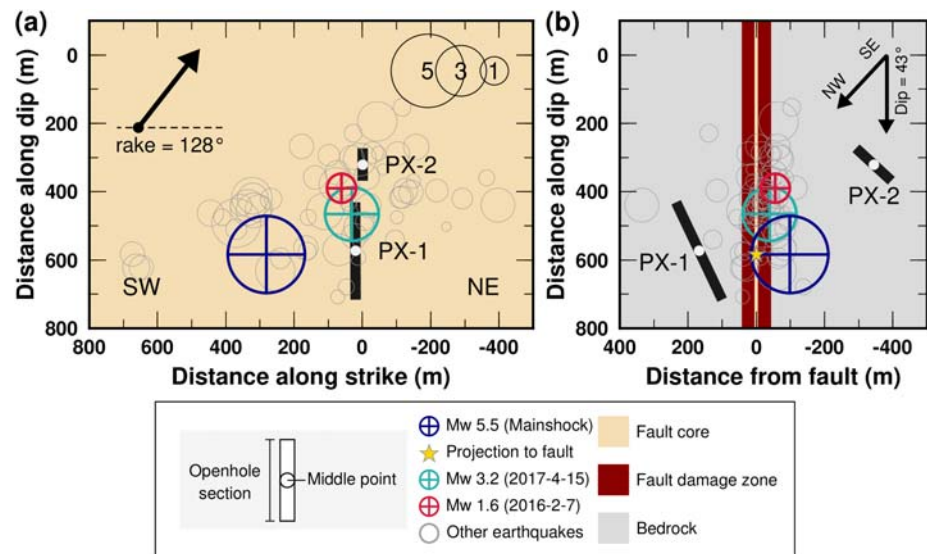 (a)
(b)
5
3
1
rake = 128°
PX-2
PX-1
SW
NE
0
200
400
600
800
Distance along dip (m)
800
600
400
200
0
-200
-400
Distance along strike (m)
SE
NW
Dip = 43°
PX-2
PX-1
0
200
400
600
800
Distance along dip (m)
400
200
0
-200
-400
Distance from fault (m)
Openhole
section
Middle point
Mw 5.5 (Mainshock)
Projection to fault
Mw 3.2 (2017-4-15)
Mw 1.6 (2016-2-7)
Other earthquakes
Fault core
Fault damage zone
Bedrock